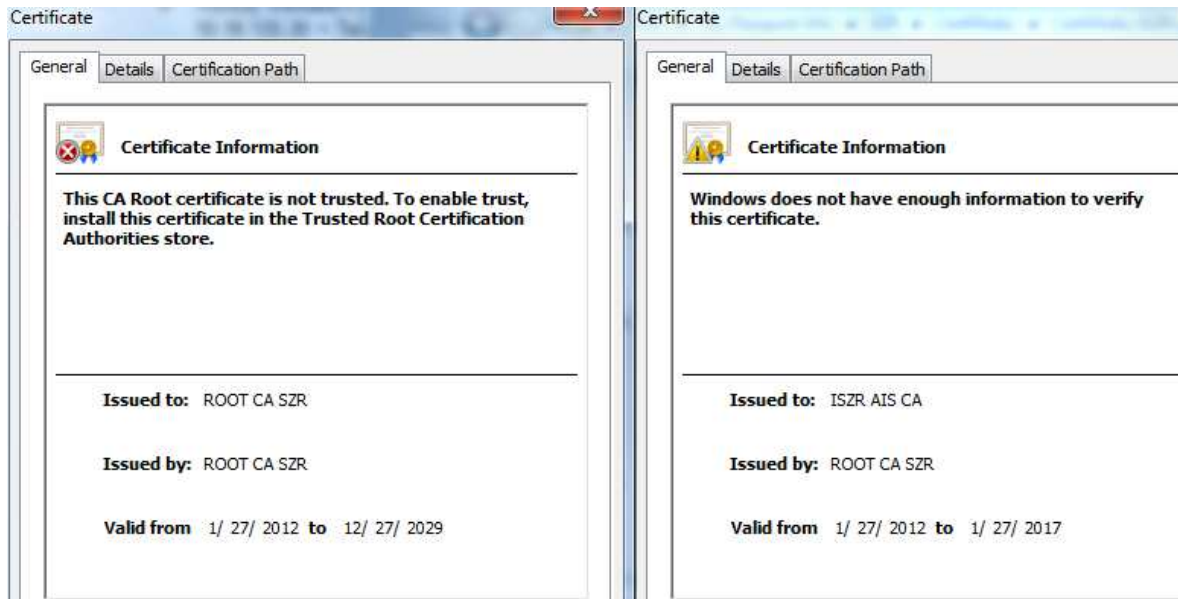 Certificate
General Details Certification Path
Certificate Information
This CA Root certificate is not trusted. To enable trust,
install this certificate in the Trusted Root Certification
Authorities store.
Issued to: ROOT CA SZR
Issued by: ROOT CA SZR
Valid from 1/ 27/ 2012 to 12/ 27/ 2029
Certificate
General Details Certification Path
Certificate Information
Windows does not have enough information to verify
this certificate.
Issued to: ISZR AIS CA
Issued by: ROOT CA SZR
Valid from 1/ 27/ 2012 to 1/ 27/ 2017